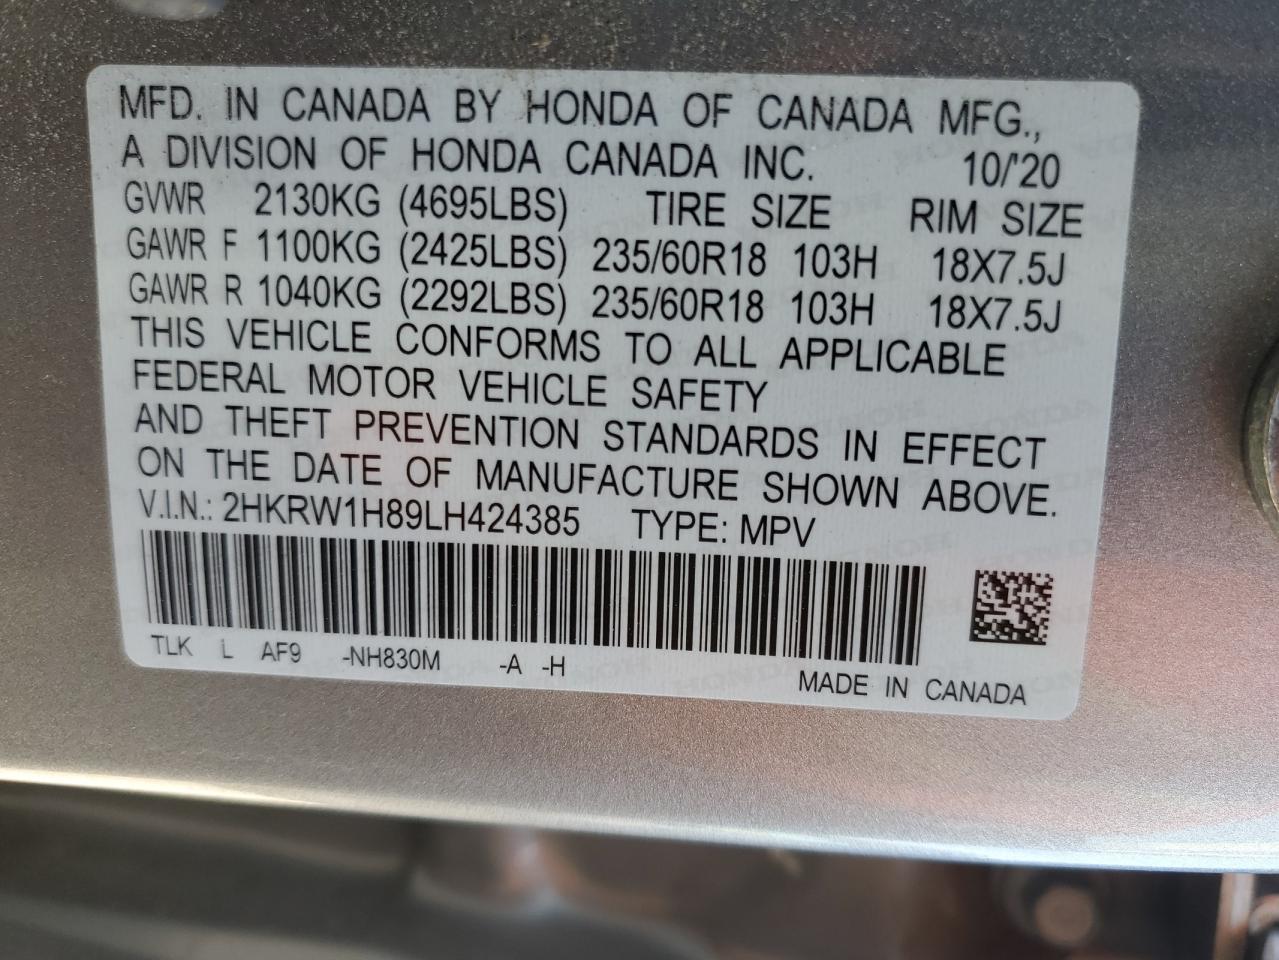 MFD. IN CANADA BY HONDA OF CANADA MFG.,
A DIVISION OF HONDA CANADA INC. 10/'20
GVWR 2130KG (4695LBS) TIRE SIZE RIM SIZE
GAWR F 1100KG (2425LBS) 235/60R18 103H 18X7.5J
GAWR R 1040KG (2292LBS) 235/60R18 103H 18X7.5J
THIS VEHICLE CONFORMS TO ALL APPLICABLE
FEDERAL MOTOR VEHICLE SAFETY
AND THEFT PREVENTION STANDARDS IN EFFECT
ON THE DATE OF MANUFACTURE SHOWN ABOVE.
V.I.N.: 2HKRW1H89LH424385 TYPE: MPV
TLK L AF9 -NH830M -A -H
MADE IN CANADA